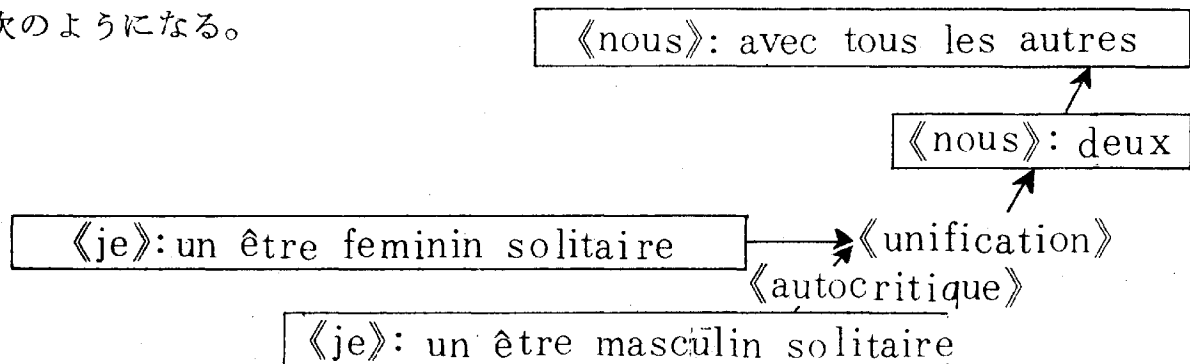 次のようになる。
《nous》: avec tous les autres
《nous》: deux
《je》: un être feminin solitaire
《unification》
《autocritique》
《je》: un être masculin solitaire